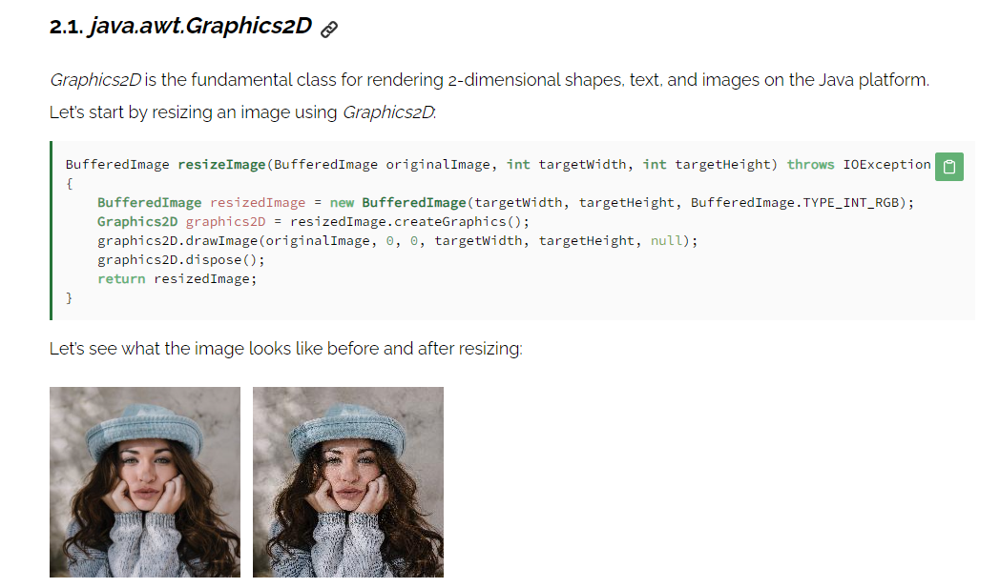 2.1. java.awt.Graphics2D
Graphics2D is the fundamental class for rendering 2-dimensional shapes, text, and images on the Java platform.
Let's start by resizing an image using Graphics2D:
BufferedImage resizeImage(BufferedImage originalImage, int targetWidth, int targetHeight) throws IOException
{
    BufferedImage resizedImage = new BufferedImage(targetWidth, targetHeight, BufferedImage.TYPE_INT_RGB);
    Graphics2D graphics2D = resizedImage.createGraphics();
    graphics2D.drawImage(originalImage, 0, 0, targetWidth, targetHeight, null);
    graphics2D.dispose();
    return resizedImage;
}
Let's see what the image looks like before and after resizing: